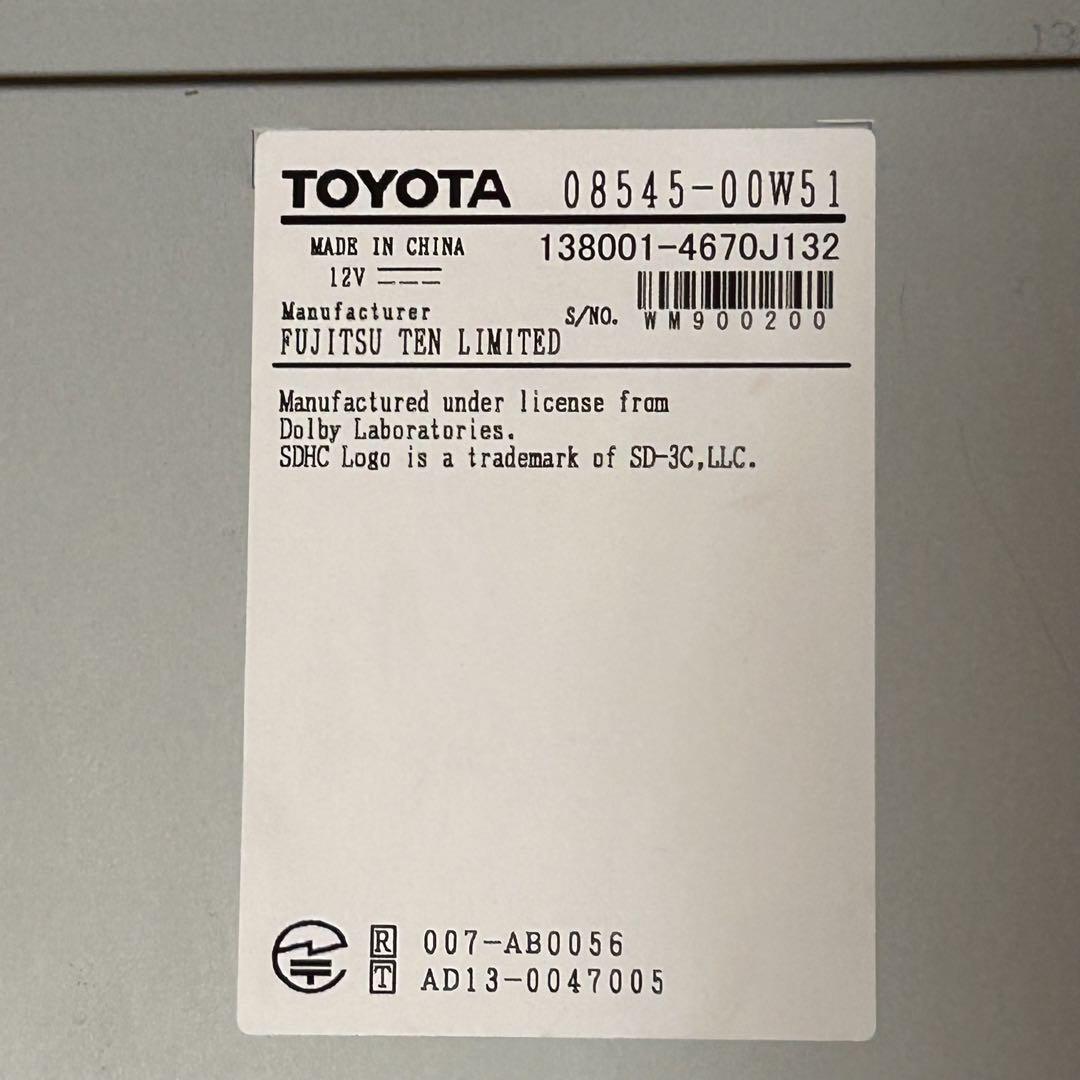 13
TOYOTA 08545-00W51
MADE IN CHINA 138001-4670J132
12V
Manufacturer S/NO. WM900200
FUJITSU TEN LIMITED
Manufactured under license from
Dolby Laboratories.
SDHC Logo is a trademark of SD-3C,LLC.
R 007-AB0056
T AD13-0047005